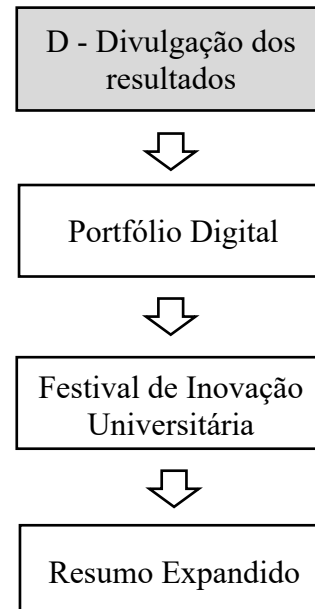 D - Divulgação dos
resultados
Portfólio Digital
Festival de Inovação
Universitária
Resumo Expandido